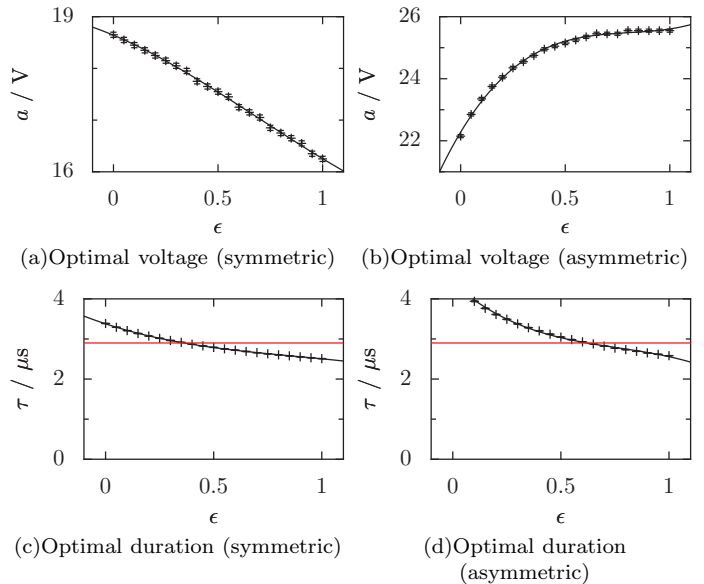 19
16
a / V
0
0.5
1
ϵ
(a)Optimal voltage (symmetric)
26
24
22
a / V
0
0.5
1
ϵ
(b)Optimal voltage (asymmetric)
4
2
0
τ / μs
0
0.5
1
ϵ
(c)Optimal duration (symmetric)
4
2
0
τ / μs
0
0.5
1
ϵ
(d)Optimal duration
(asymmetric)